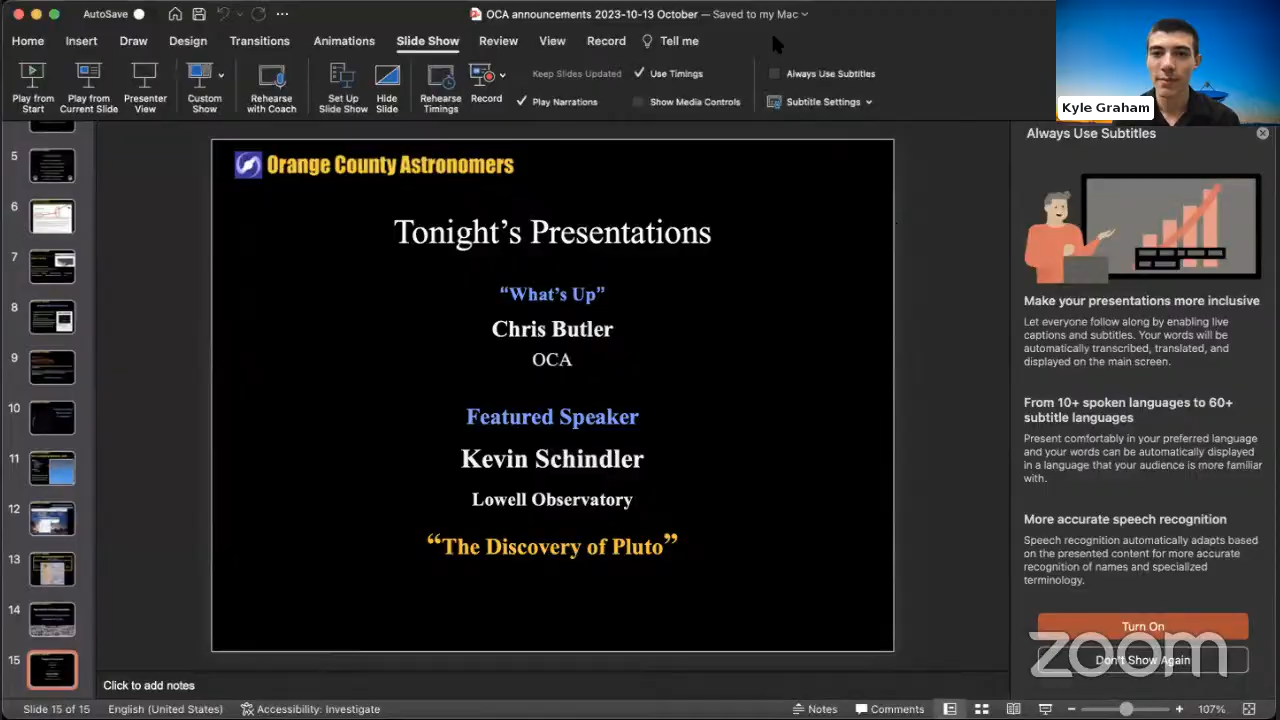 AutoSave
OCA announcements 2023-10-13 October — Saved to my Mac
Home Insert Draw Design Transitions Animations Slide Show Review View Record Tell me
Play from Start
Play from Current Slide
Presenter View
Custom Show
Rehearse with Coach
Set Up Slide Show
Hide Slide
Rehearse Timings
Record
Keep Slides Updated
Use Timings
Play Narrations
Show Media Controls
Always Use Subtitles
Subtitle Settings
Kyle Graham
5
6
7
8
9
10
11
12
13
14
15
Orange County Astronomers
Tonight’s Presentations
“What’s Up”
Chris Butler
OCA
Featured Speaker
Kevin Schindler
Lowell Observatory
“The Discovery of Pluto”
Always Use Subtitles
Make your presentations more inclusive
Let everyone follow along by enabling live
captions and subtitles. Your words will be
automatically transcribed, translated, and
displayed on the main screen.
From 10+ spoken languages to 60+
subtitle languages
Present comfortably in your preferred language
and your words can be automatically displayed
in a language that your audience is more familiar
with.
More accurate speech recognition
Speech recognition automatically adapts based
on the presented content for more accurate
recognition of names and specialized
terminology.
Turn On
Don't Show Again
zoom
Click to add notes
Slide 15 of 15 English (United States) Accessibility: Investigate Notes Comments 107%